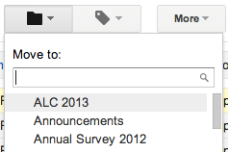 More
Move to:
ALC 2013
Announcements
Annual Survey 2012